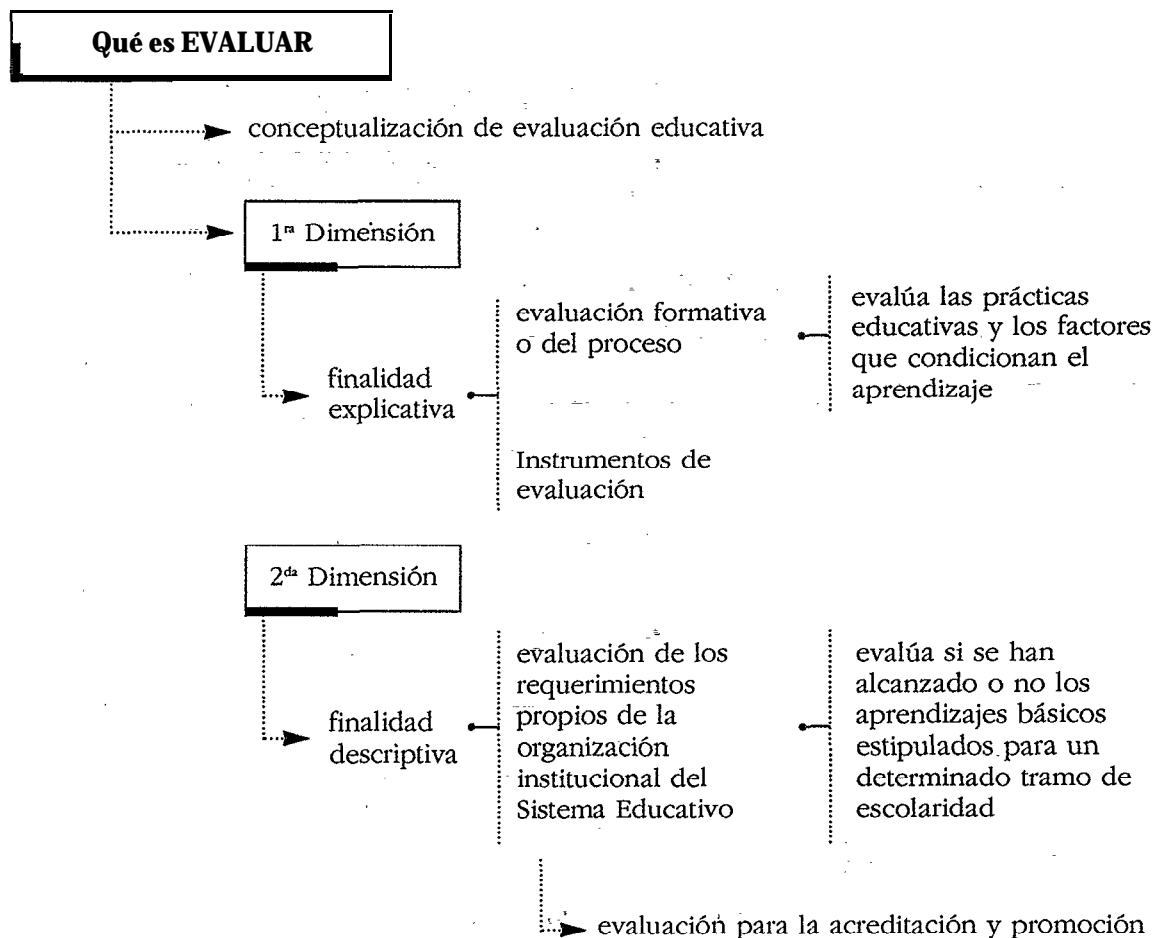 Qué es EVALUAR
conceptualización de evaluación educativa
1ra Dimensión
finalidad
explicativa
evaluación formativa
o del proceso
evalúa las prácticas
educativas y los factores
que condicionan el
aprendizaje
Instrumentos de
evaluación
2da Dimensión
finalidad
descriptiva
evaluación de los
requerimientos
propios de la
organización
institucional del
Sistema Educativo
evalúa si se han
alcanzado o no los
aprendizajes básicos
estipulados para un
determinado tramo de
escolaridad
evaluación para la acreditación y promoción